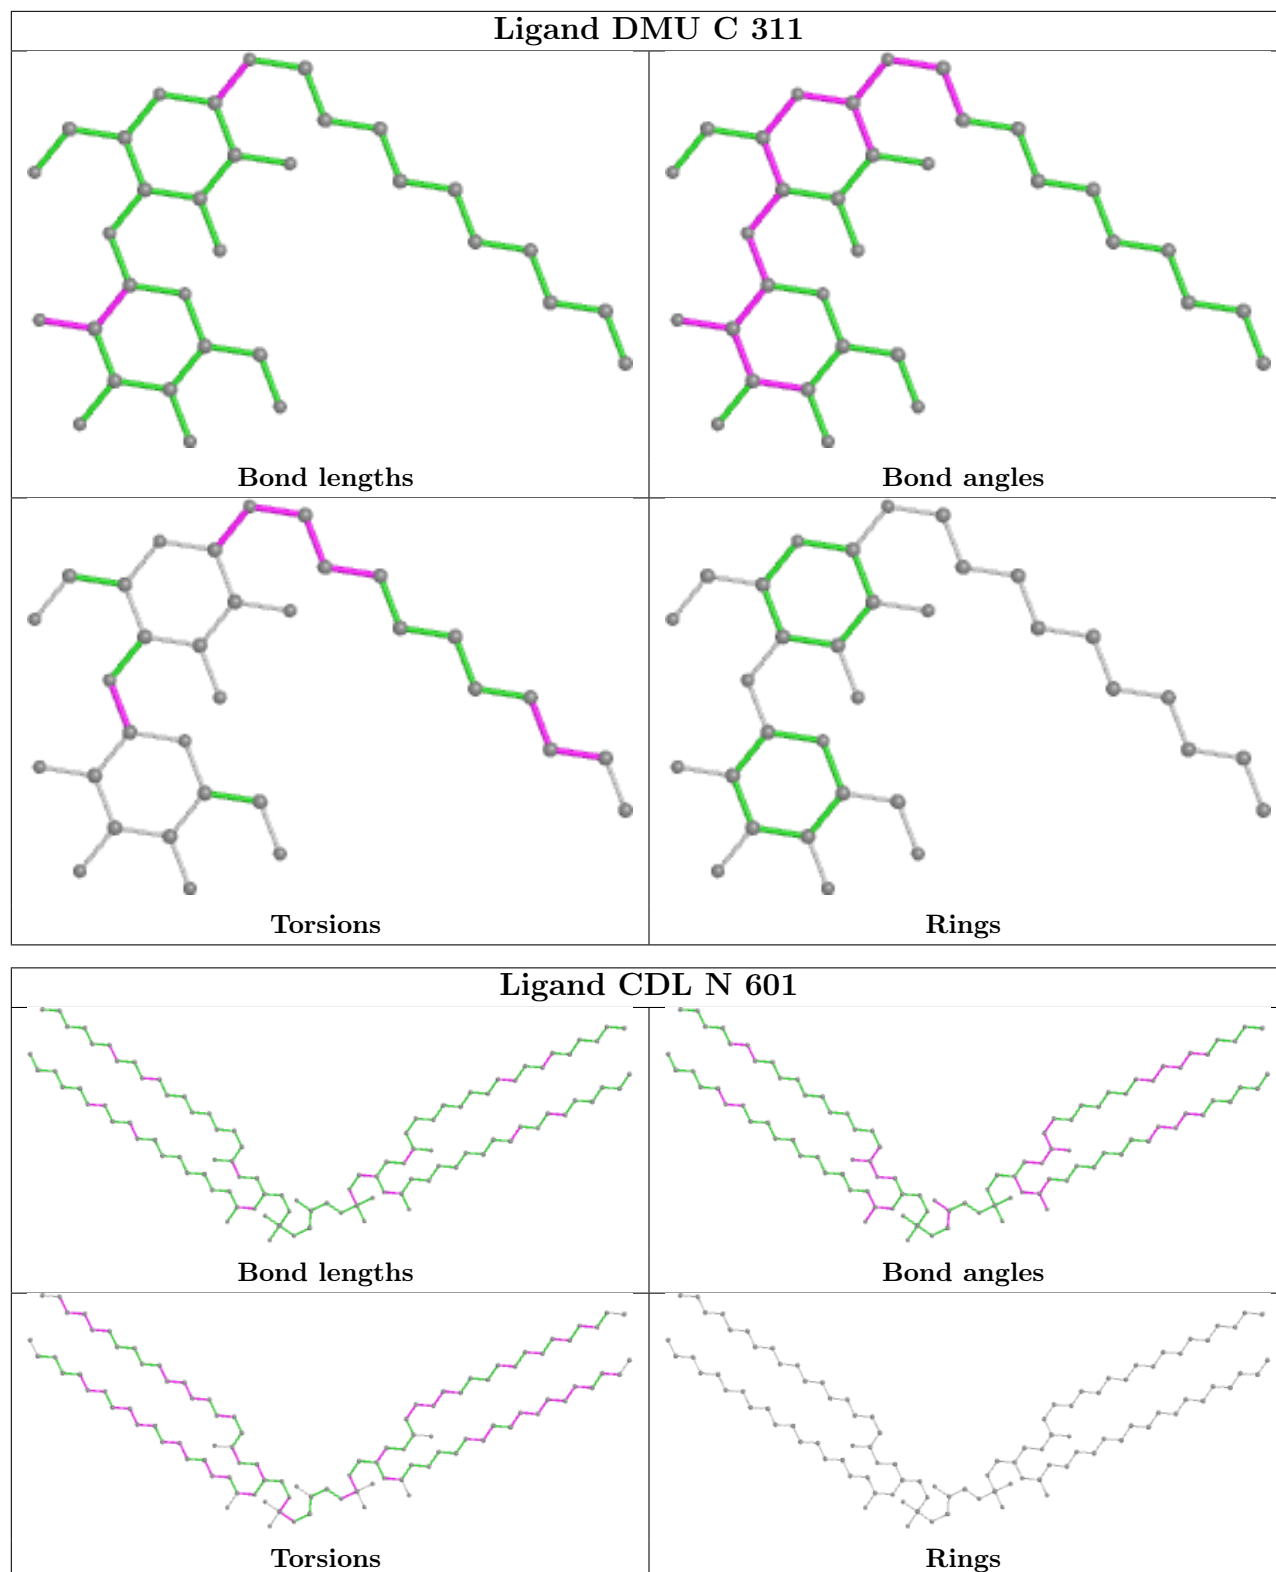 Ligand DMU C 311
Bond lengths
Bond angles
Torsions
Rings
Ligand CDL N 601
Bond lengths
Bond angles
Torsions
Rings